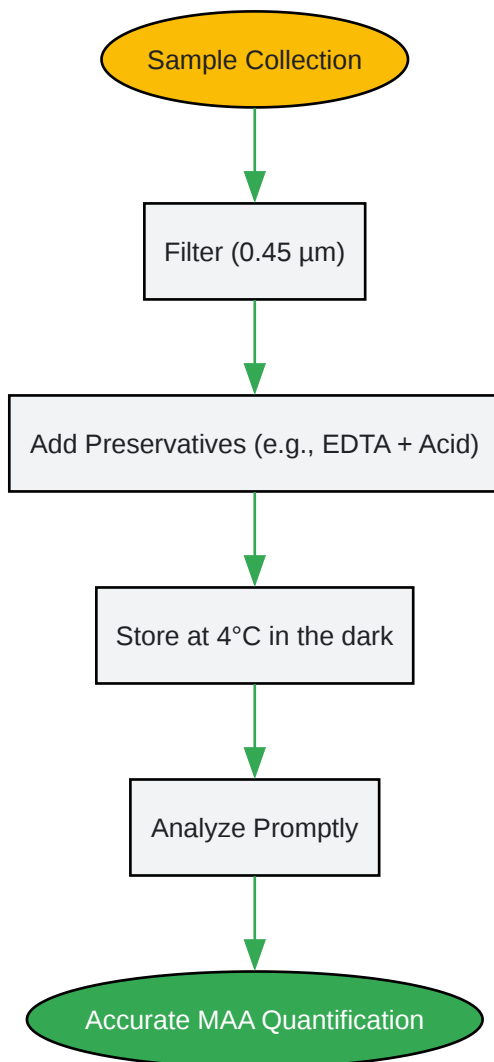 Sample Collection
Filter (0.45 µm)
Add Preservatives (e.g., EDTA + Acid)
Store at 4°C in the dark
Analyze Promptly
Accurate MAA Quantification